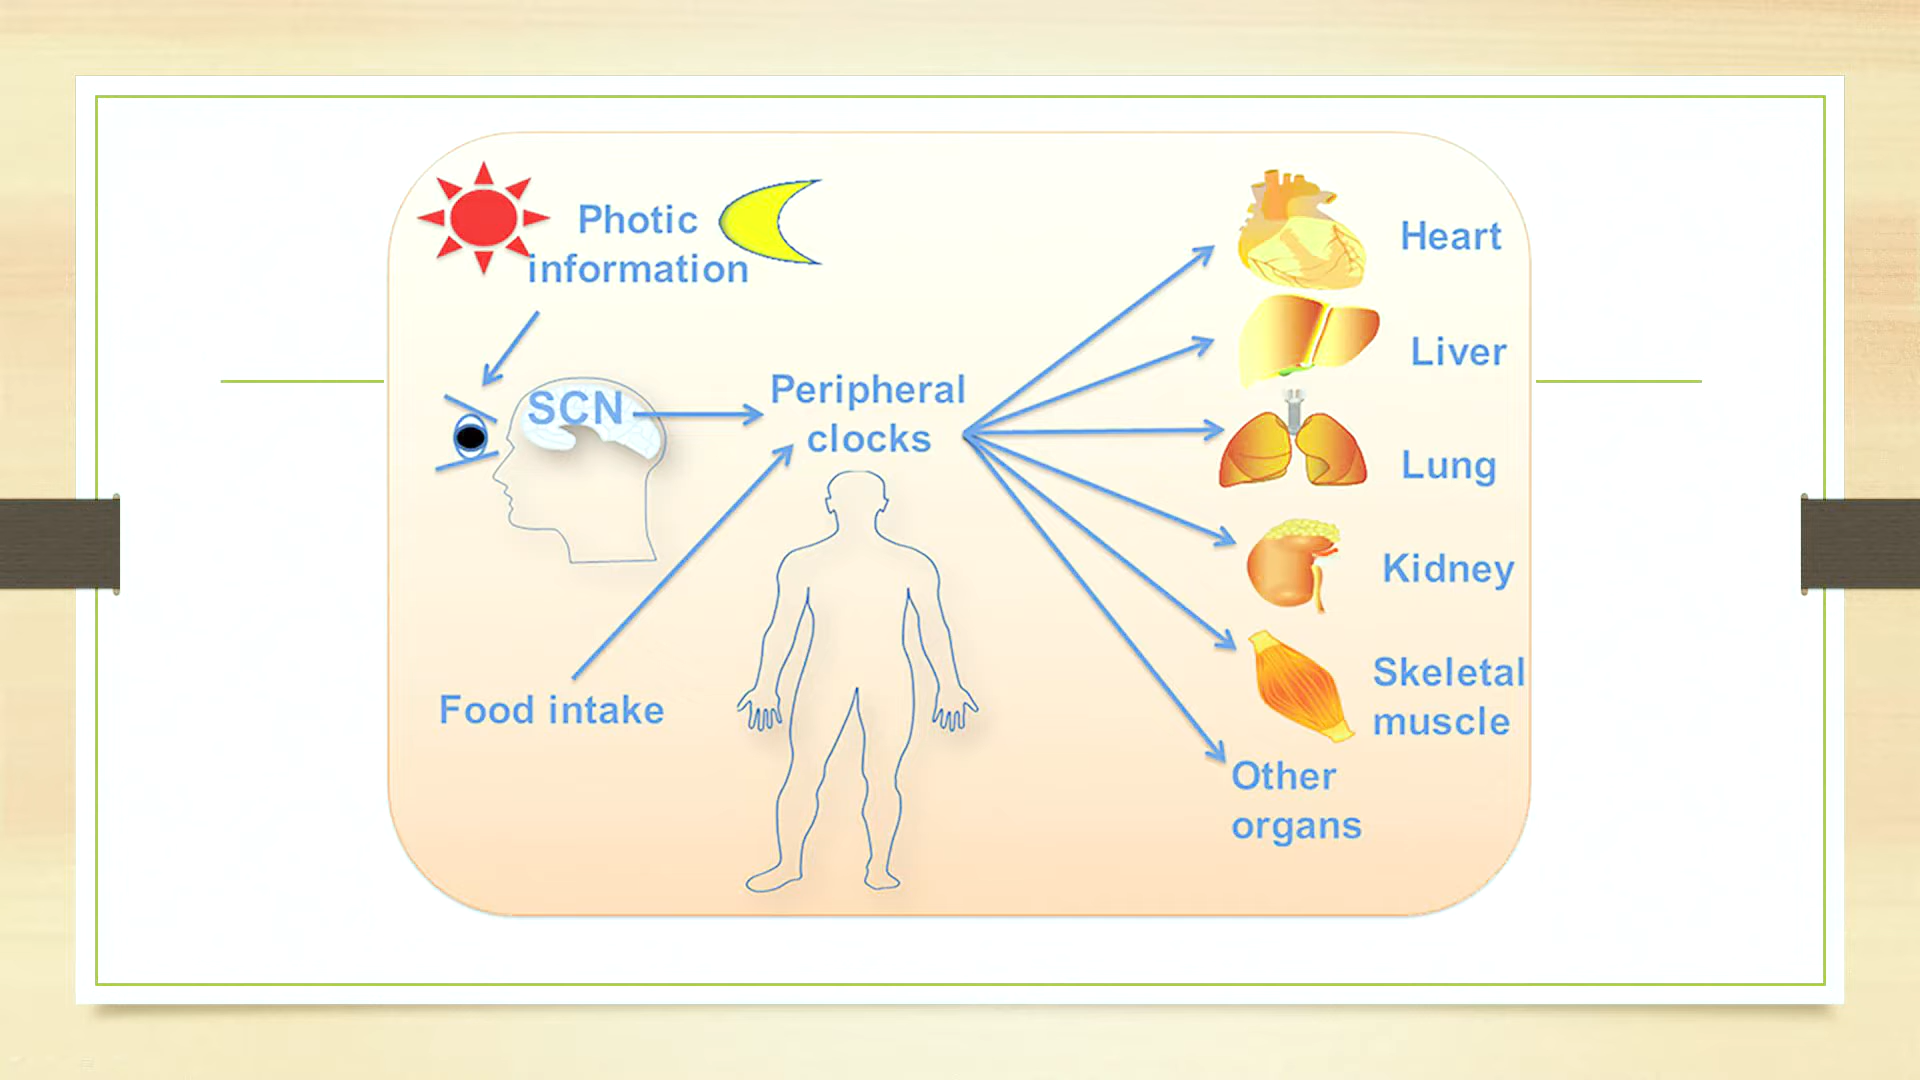 Photic
information
SCN
Peripheral
clocks
Food intake
Heart
Liver
Lung
Kidney
Skeletal
muscle
Other
organs